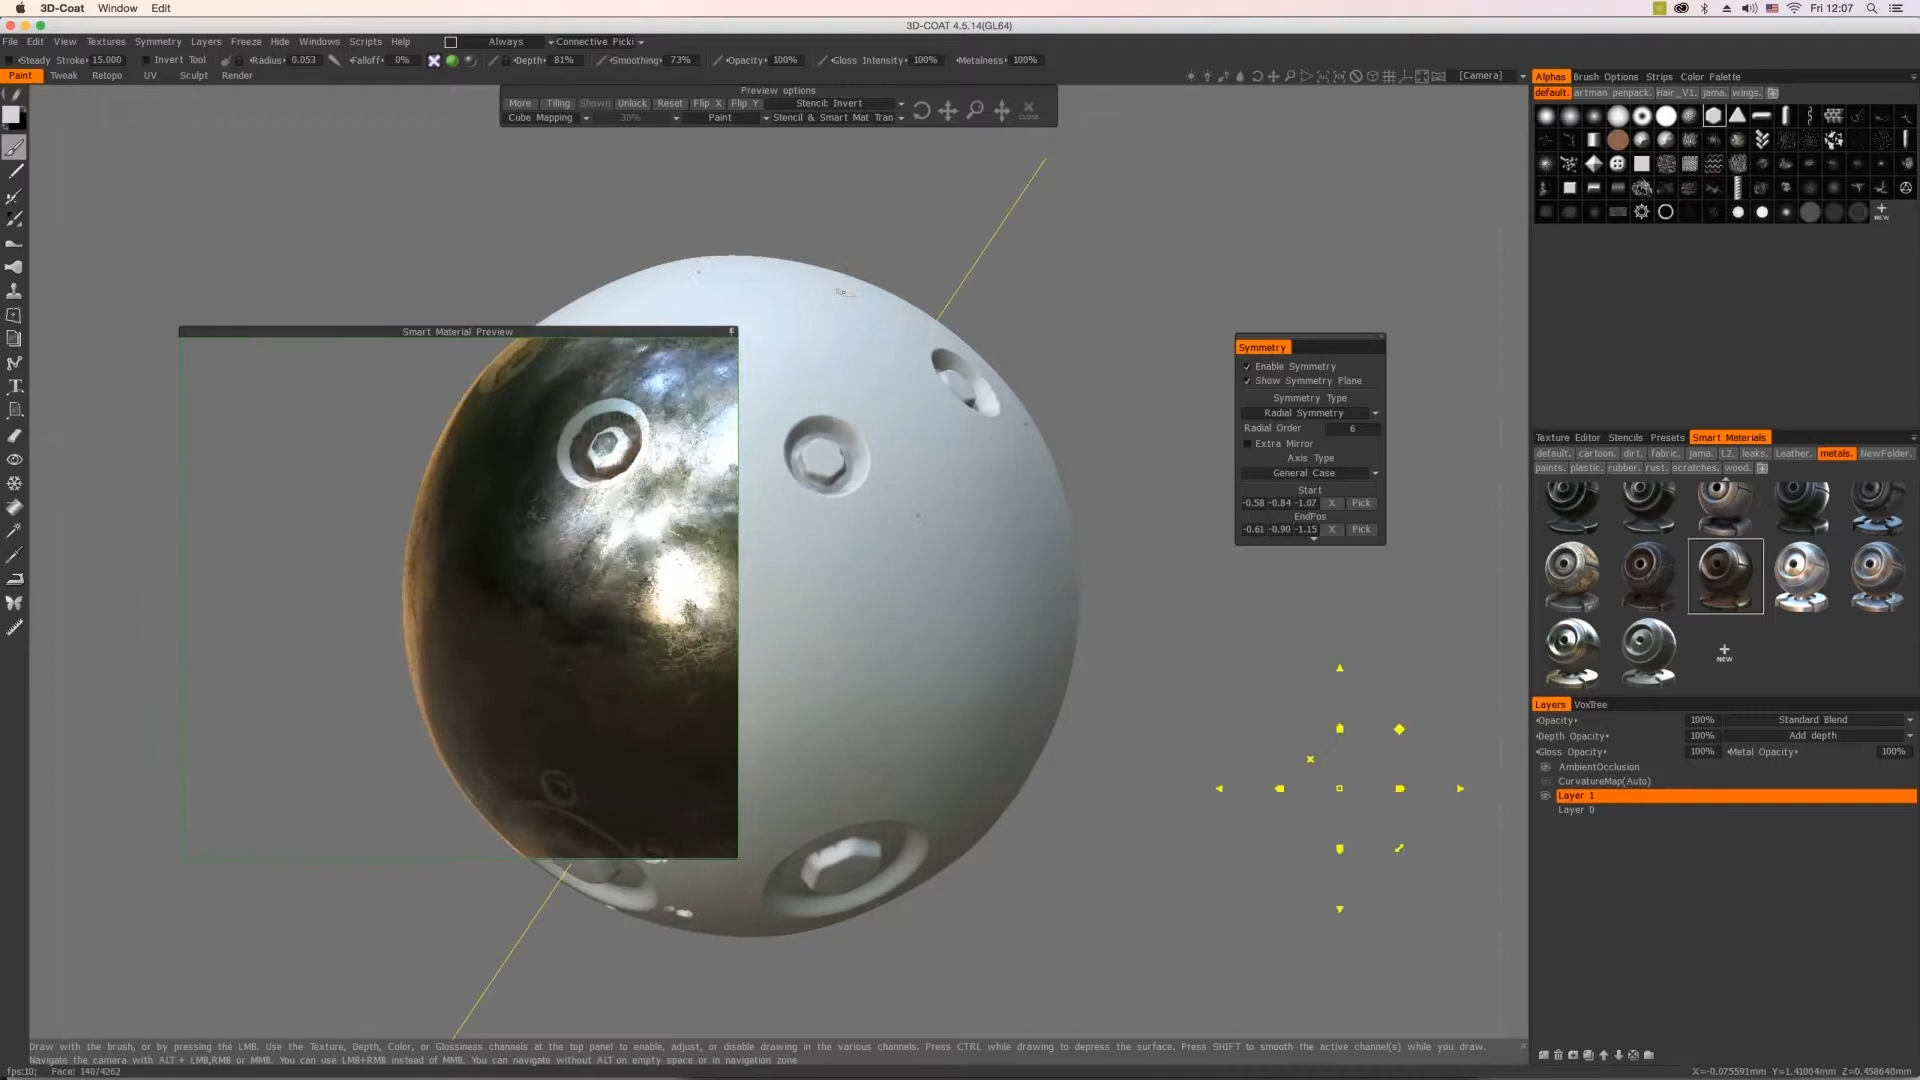 3D-Coat Window Edit Fri 12:07
3D-COAT 4.5.14(GL64)
File Edit View Textures Symmetry Layers Freeze Hide Windows Scripts Help Always Connective Picki
Steady Stroke 15.000 Invert Tool Radius 0.053 Falloff 0% Depth 81% Smoothing 73% Opacity 100% Gloss Intensity 100% Metalness 100%
Paint Tweak Retopo UV Sculpt Render [Camera] Alphas Brush Options Strips Color Palette
default. artman penpack. Hair_V1. jama. wings.
Preview options
More Tiling Shown Unlock Reset Flip X Flip Y Stencil: Invert
Cube Mapping 30% Paint Stencil & Smart Mat Tran CLOSE
NEW
Smart Material Preview
Symmetry
Enable Symmetry
Show Symmetry Plane
Symmetry Type
Radial Symmetry
Radial Order 6
Extra Mirror
Axis Type
General Case
Start
-0.58 -0.84 -1.07 X Pick
EndPos
-0.61 -0.90 -1.15 X Pick
Texture Editor Stencils Presets Smart Materials
default. cartoon. dirt. fabric. jama. L2. leaks. Leather. metals. NewFolder.
paints. plastic. rubber. rust. scratches. wood.
NEW
Layers VoxTree
Opacity 100% Standard Blend
Depth Opacity 100% Add depth
Gloss Opacity 100% Metal Opacity 100%
AmbientOcclusion
CurvatureMap(Auto)
Layer 1
Layer 0
Draw with the brush, or by pressing the LMB. Use the Texture, Depth, Color, or Glossiness channels at the top panel to enable, adjust, or disable drawing in the various channels. Press CTRL while drawing to depress the surface. Press SHIFT to smooth the active channel(s) while you draw.
Navigate the camera with ALT + LMB,RMB or MMB. You can use LMB+RMB instead of MMB. You can navigate without ALT on empty space or in navigation zone
fps:10; Face: 140/4262 X=-0.075591mm Y=1.41004mm Z=0.458640mm